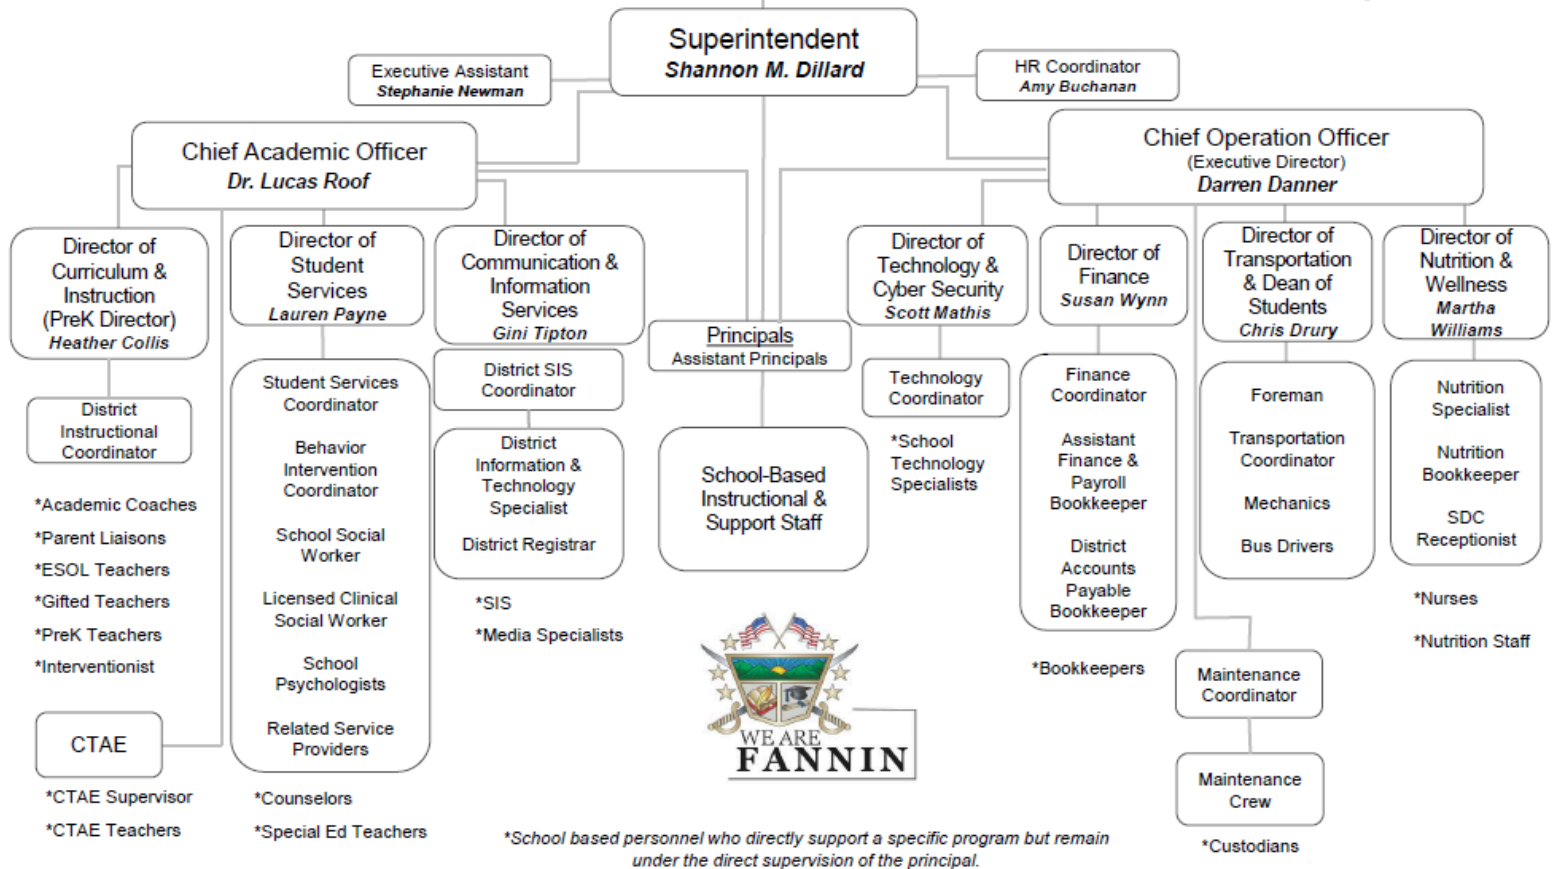 Superintendent
Shannon M. Dillard
Executive Assistant
Stephanie Newman
HR Coordinator
Amy Buchanan
Chief Academic Officer
Dr. Lucas Roof
Chief Operation Officer
(Executive Director)
Darren Danner
Director of
Curriculum &
Instruction
(PreK Director)
Heather Collis
District
Instructional
Coordinator
*Academic Coaches
*Parent Liaisons
*ESOL Teachers
*Gifted Teachers
*PreK Teachers
*Interventionist
CTAE
*CTAE Supervisor
*CTAE Teachers
Director of
Student
Services
Lauren Payne
Student Services
Coordinator
Behavior
Intervention
Coordinator
School Social
Worker
Licensed Clinical
Social Worker
School
Psychologists
Related Service
Providers
*Counselors
*Special Ed Teachers
Director of
Communication &
Information
Services
Gini Tipton
District SIS
Coordinator
District
Information &
Technology
Specialist
District Registrar
*SIS
*Media Specialists
Principals
Assistant Principals
School-Based
Instructional &
Support Staff
Director of
Technology &
Cyber Security
Scott Mathis
Technology
Coordinator
*School
Technology
Specialists
Director of
Finance
Susan Wynn
Finance
Coordinator
Assistant
Finance &
Payroll
Bookkeeper
District
Accounts
Payable
Bookkeeper
*Bookkeepers
Director of
Transportation
& Dean of
Students
Chris Drury
Foreman
Transportation
Coordinator
Mechanics
Bus Drivers
Director of
Nutrition &
Wellness
Martha
Williams
Nutrition
Specialist
Nutrition
Bookkeeper
SDC
Receptionist
*Nurses
*Nutrition Staff
Maintenance
Coordinator
Maintenance
Crew
*Custodians
WE ARE
FANNIN
*School based personnel who directly support a specific program but remain
under the direct supervision of the principal.